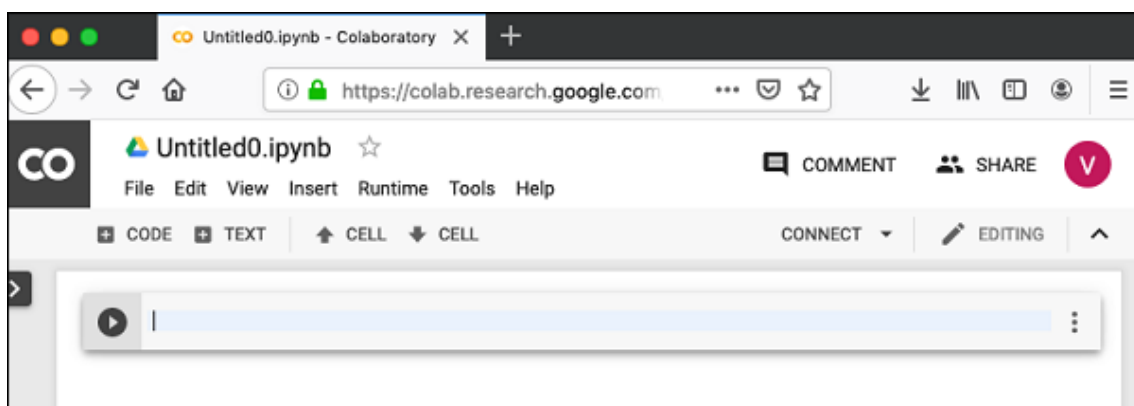 CO Untitled0.ipynb - Colaboratory
https://colab.research.google.com
CO Untitled0.ipynb
COMMENT SHARE V
File Edit View Insert Runtime Tools Help
CODE TEXT CELL CELL CONNECT EDITING